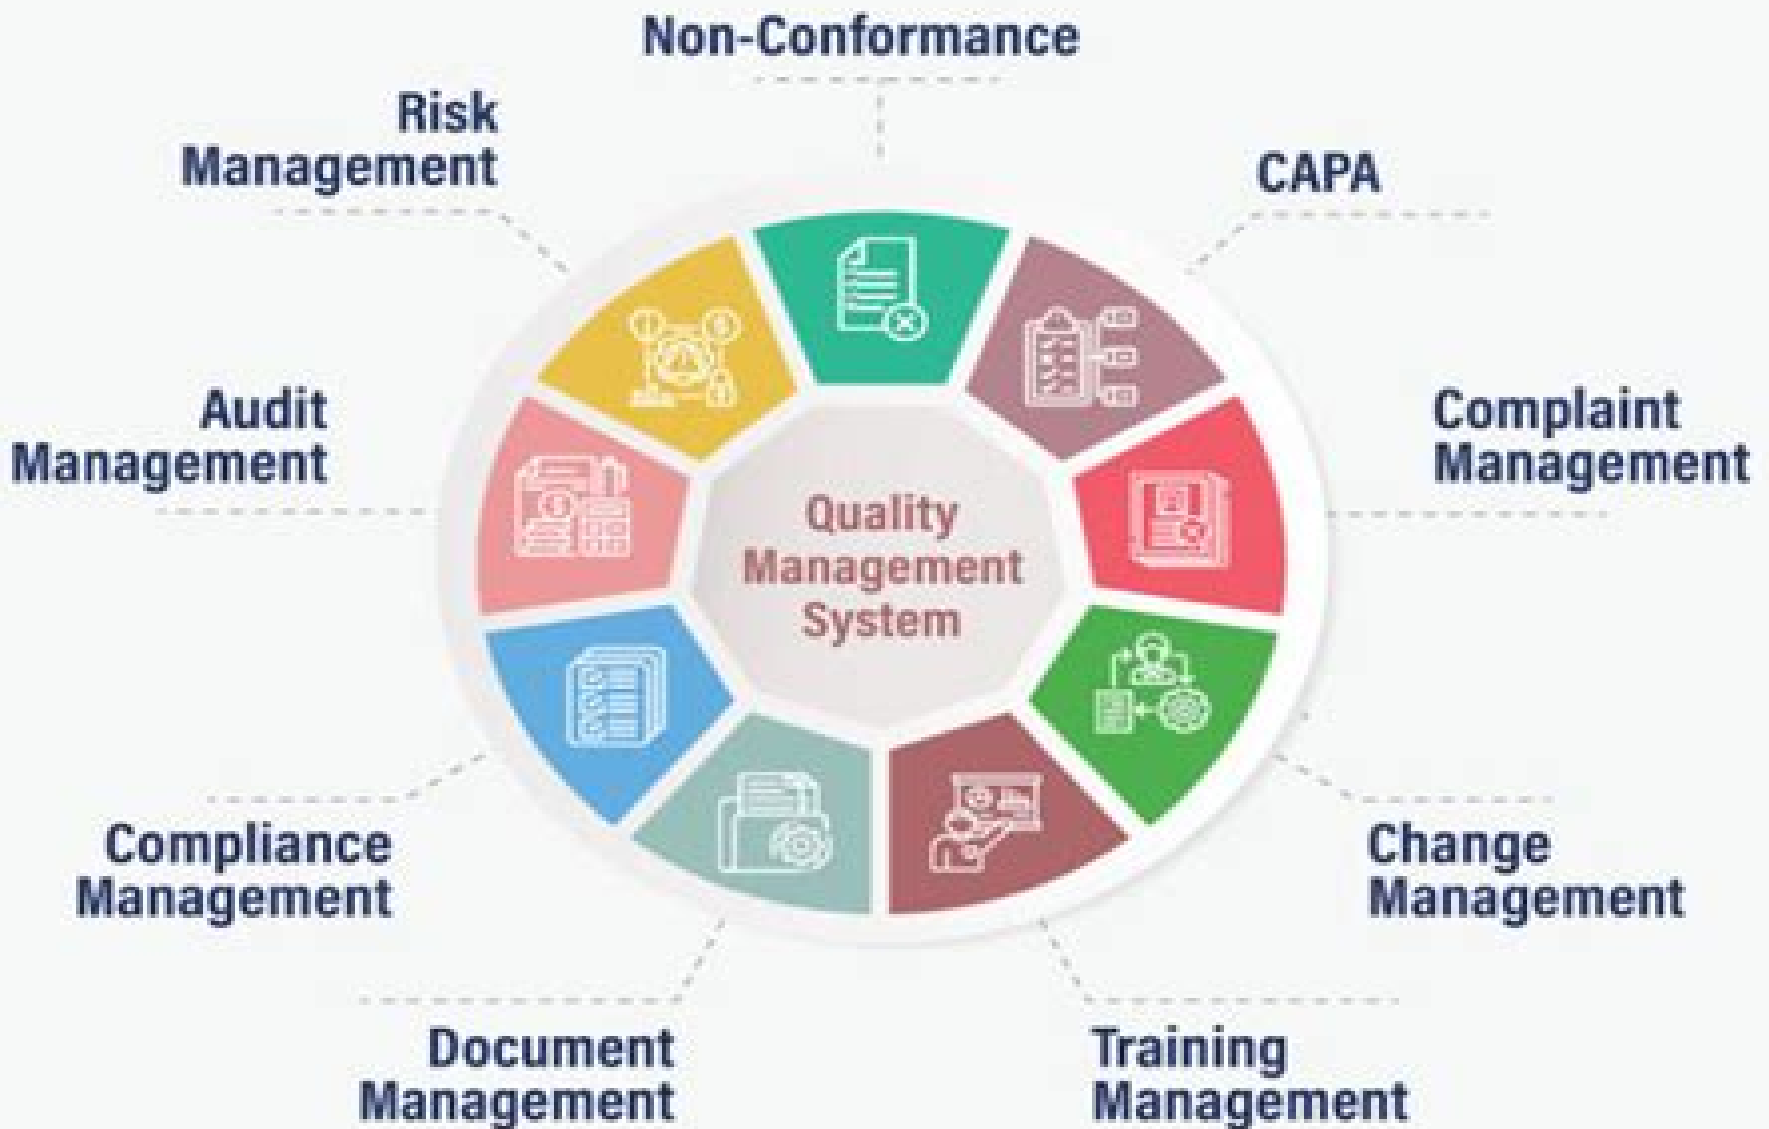 Non-Conformance
Risk
Management
CAPA
Audit
Management
Complaint
Management
Quality
Management
System
Compliance
Management
Change
Management
Document
Management
Training
Management